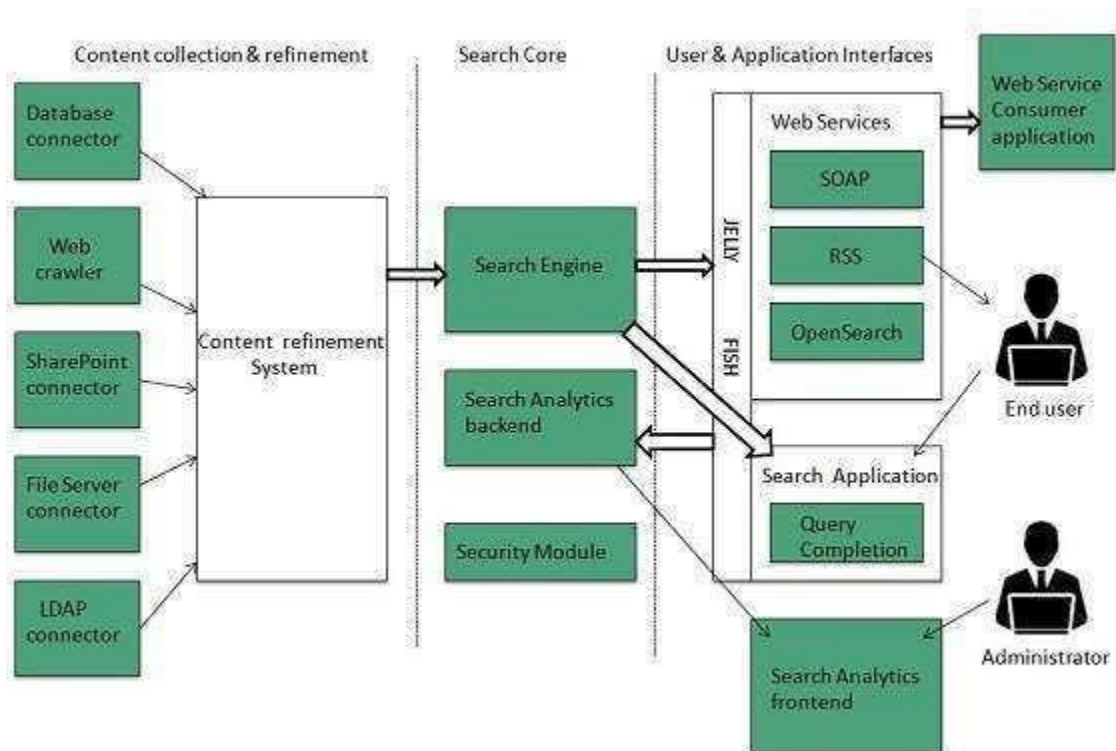 Content collection & refinement
Search Core
User & Application Interfaces
Database
connector
Web
crawler
SharePoint
connector
File Server
connector
LDAP
connector
Content refinement
System
Search Engine
Search Analytics
backend
Security Module
JELLY
FISH
Web Services
SOAP
RSS
OpenSearch
Search Application
Query
Completion
Search Analytics
frontend
Web Service
Consumer
application
End user
Administrator